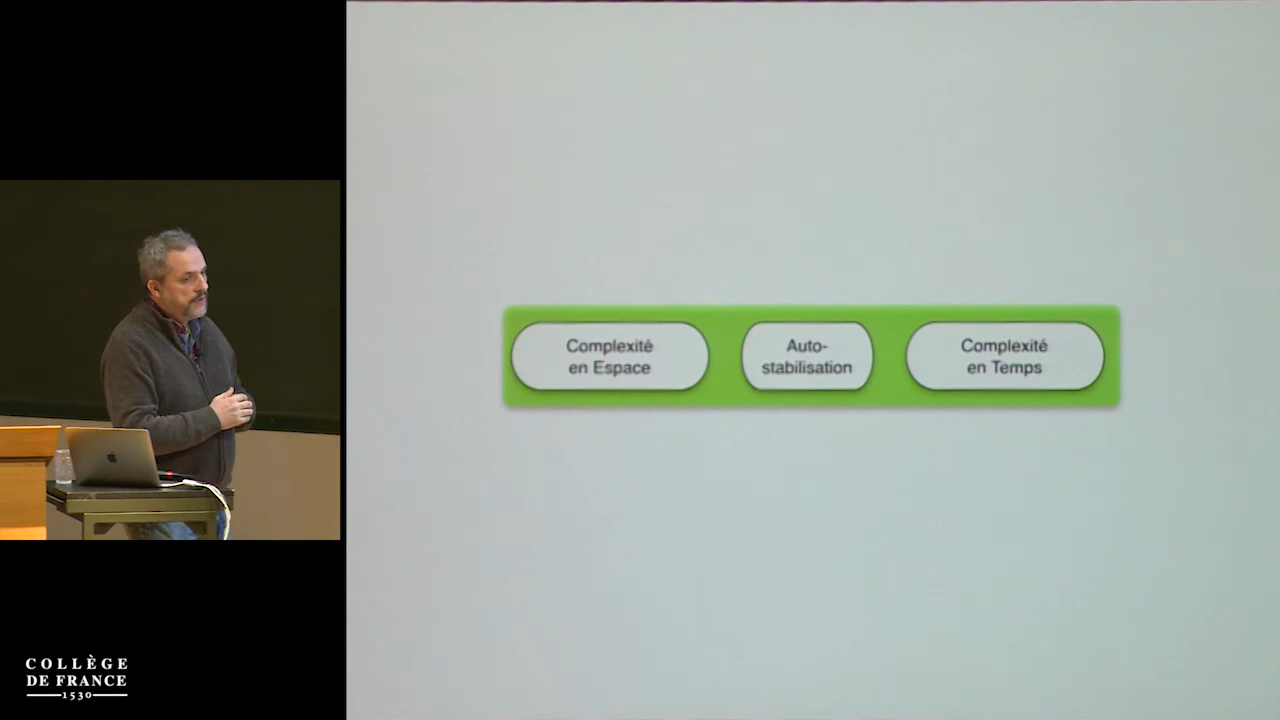 Complexité
en Espace
Auto-
stabilisation
Complexité
en Temps
COLLÈGE
DE FRANCE
1530